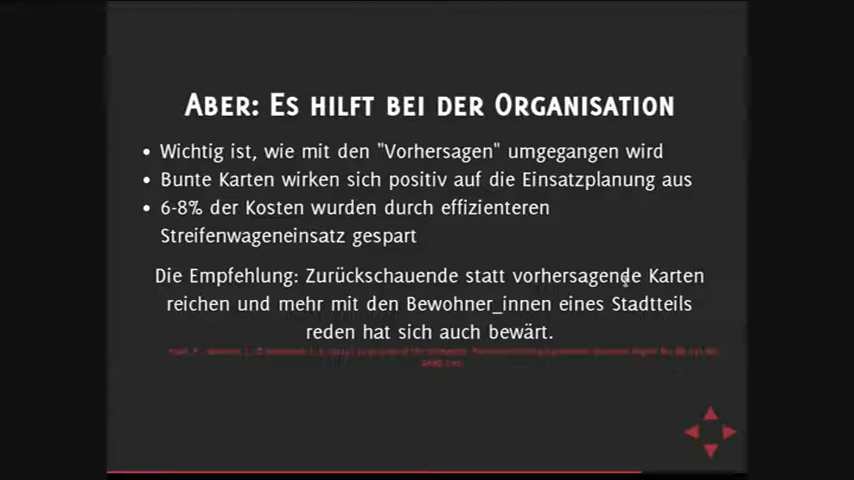 ABER: ES HILFT BEI DER ORGANISATION
• Wichtig ist, wie mit den "Vorhersagen" umgegangen wird
• Bunte Karten wirken sich positiv auf die Einsatzplanung aus
• 6-8% der Kosten wurden durch effizienteren
Streifenwageneinsatz gespart
Die Empfehlung: Zurückschauende statt vorhersagende Karten
reichen und mehr mit den Bewohner_innen eines Stadtteils
reden hat sich auch bewärt.